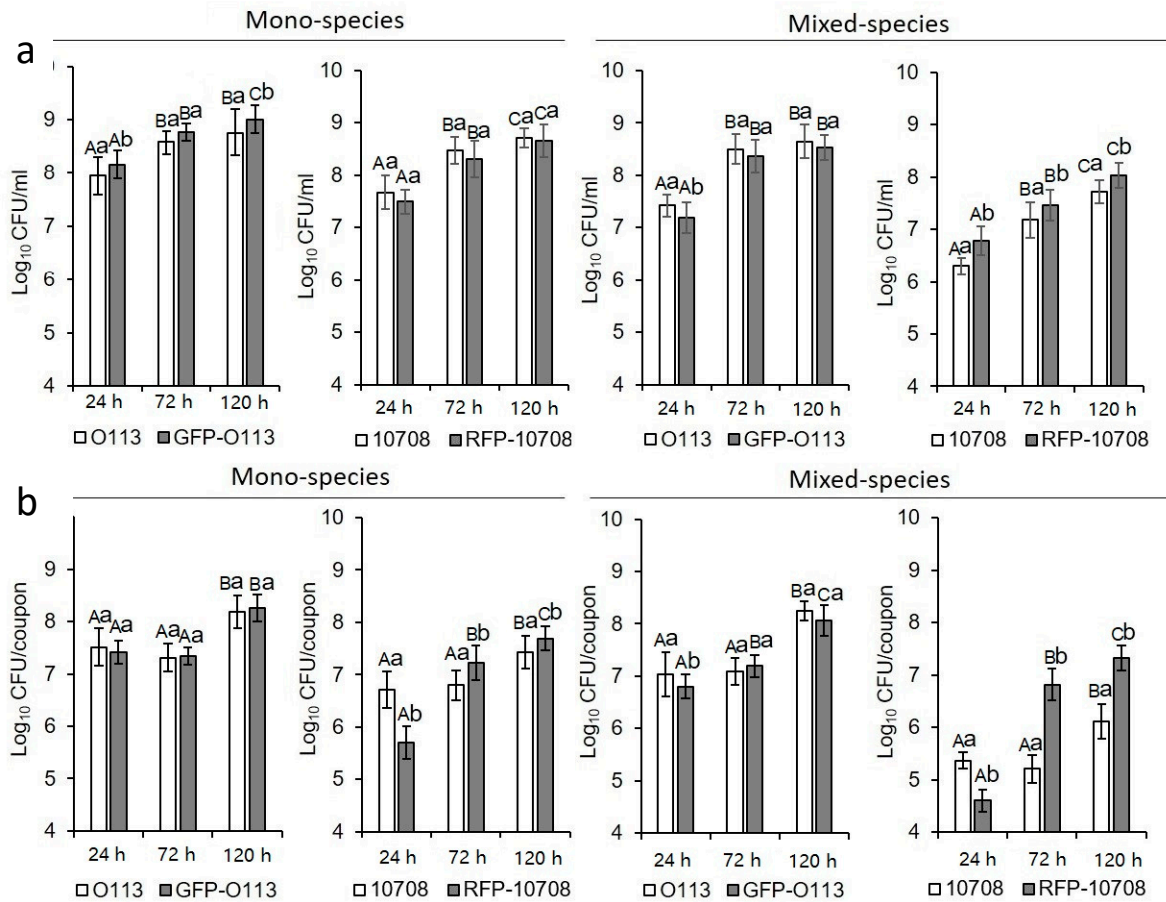 Mono-species
Mixed-species
a
Log10 CFU/ml
10
9
8
7
6
5
4
Aa Ab Ba Ba Ba Cb
24 h 72 h 120 h
O113 GFP-O113
Log10 CFU/ml
10
9
8
7
6
5
4
Aa Aa Ba Ba Ca Ca
24 h 72 h 120 h
10708 RFP-10708
Log10 CFU/ml
10
9
8
7
6
5
4
Aa Ab Ba Ba Ba Ba
24 h 72 h 120 h
O113 GFP-O113
Log10 CFU/ml
10
9
8
7
6
5
4
Aa Ab Ba Bb Ca Cb
24 h 72 h 120 h
10708 RFP-10708
Mono-species
Mixed-species
b
Log10 CFU/coupon
9
8
7
6
5
4
Aa Aa Aa Aa Ba Ba
24 h 72 h 120 h
O113 GFP-O113
Log10 CFU/coupon
10
9
8
7
6
5
4
Aa Ab Aa Bb Ba Cb
24 h 72 h 120 h
10708 RFP-10708
Log10 CFU/coupon
10
9
8
7
6
5
4
Aa Ab Aa Ba Ba Ca
24 h 72 h 120 h
O113 GFP-O113
Log10 CFU/coupon
10
9
8
7
6
5
4
Aa Ab Aa Bb Ba Cb
24 h 72 h 120 h
10708 RFP-10708